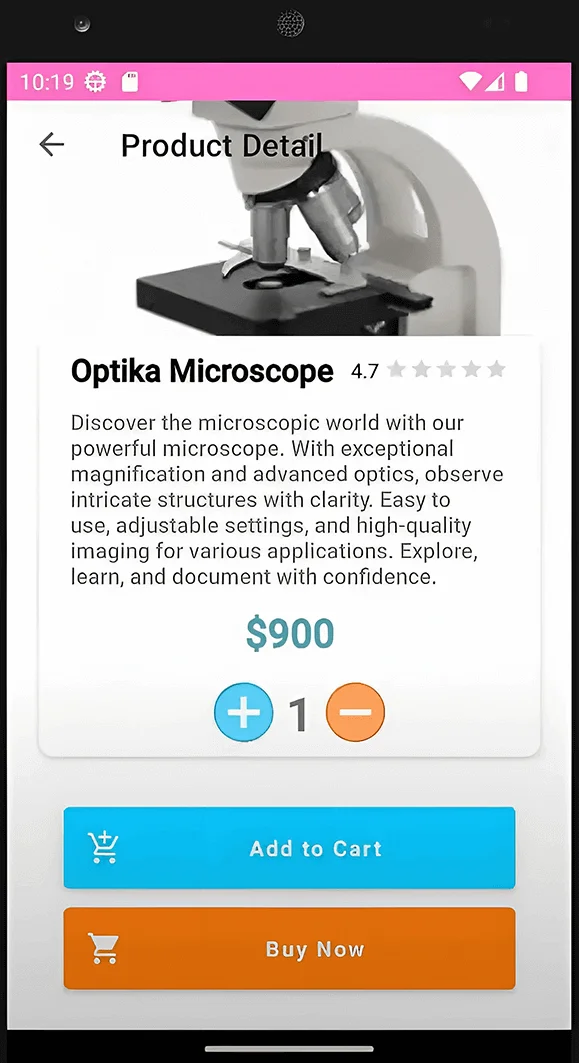 10:19
Product Detail
Optika Microscope 4.7
Discover the microscopic world with our
powerful microscope. With exceptional
magnification and advanced optics, observe
intricate structures with clarity. Easy to
use, adjustable settings, and high-quality
imaging for various applications. Explore,
learn, and document with confidence.
$900
1
Add to Cart
Buy Now